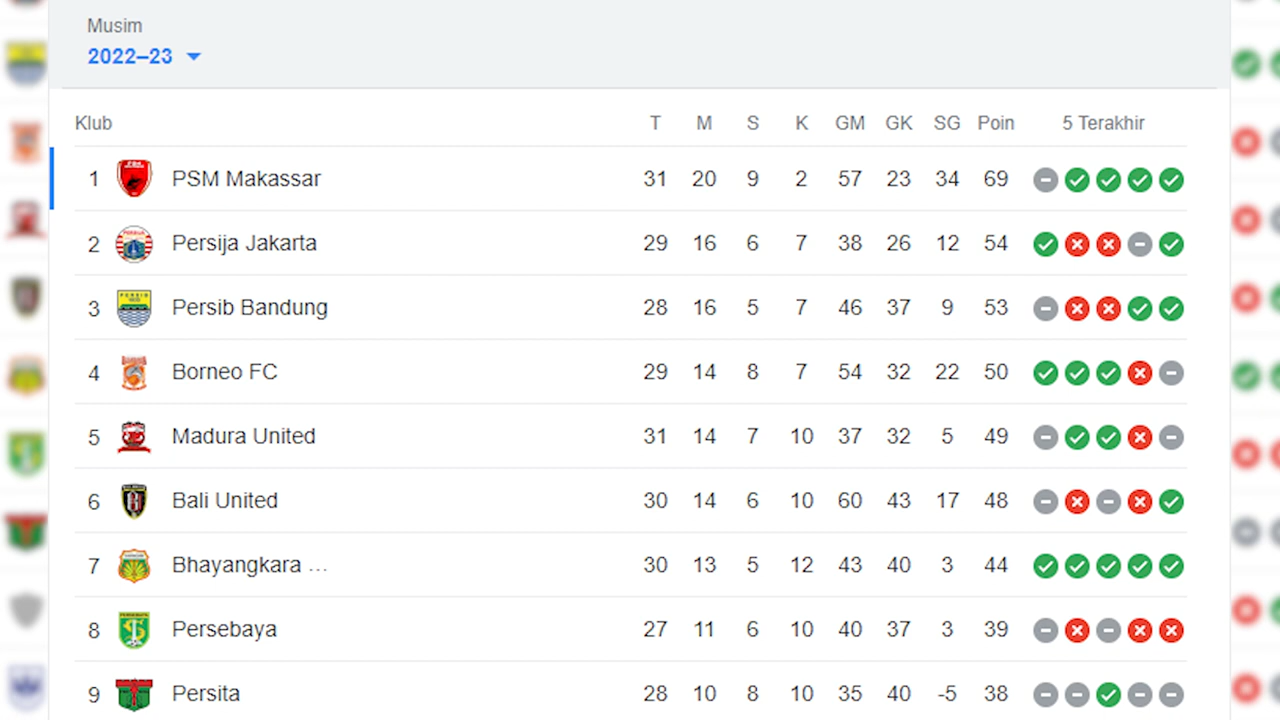 Musim
2022–23
Klub T M S K GM GK SG Poin 5 Terakhir
1 PSM Makassar 31 20 9 2 57 23 34 69
2 Persija Jakarta 29 16 6 7 38 26 12 54
3 Persib Bandung 28 16 5 7 46 37 9 53
4 Borneo FC 29 14 8 7 54 32 22 50
5 Madura United 31 14 7 10 37 32 5 49
6 Bali United 30 14 6 10 60 43 17 48
7 Bhayangkara ... 30 13 5 12 43 40 3 44
8 Persebaya 27 11 6 10 40 37 3 39
9 Persita 28 10 8 10 35 40 -5 38